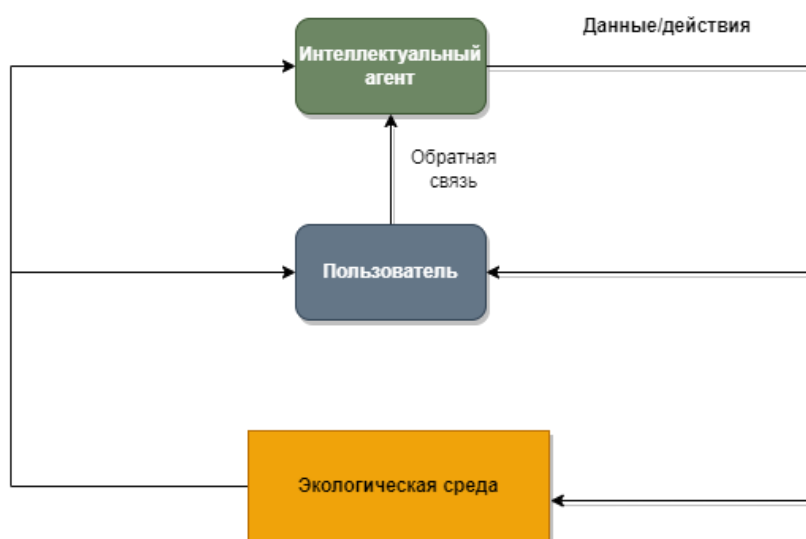 Данные/действия
Интеллектуальный
агент
Обратная
связь
Пользователь
Экологическая среда